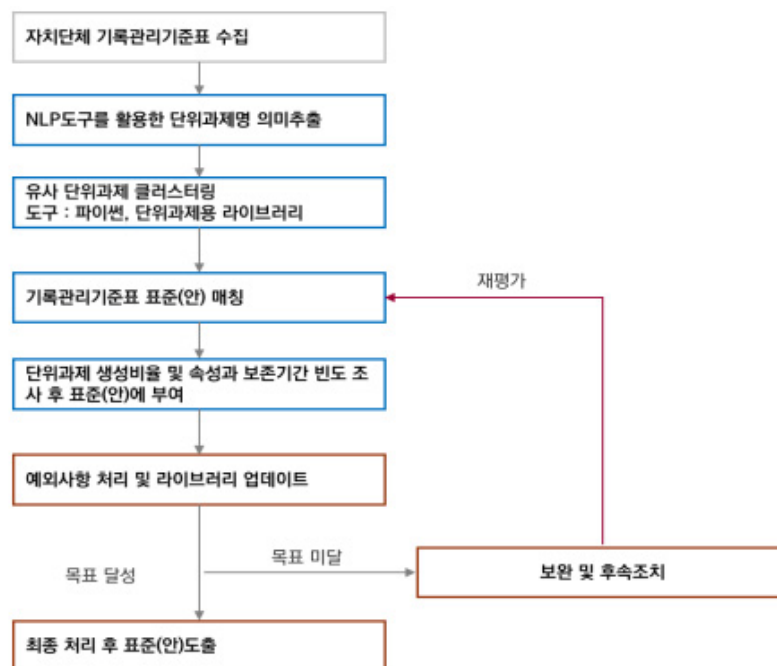 자치단체 기록관리기준표 수집
NLP도구를 활용한 단위과제명 의미추출
유사 단위과제 클러스터링
도구 : 파이썬, 단위과제용 라이브러리
기록관리기준표 표준(안) 매칭
재평가
단위과제 생성비율 및 속성과 보존기간 빈도 조
사 후 표준(안)에 부여
예외사항 처리 및 라이브러리 업데이트
목표 달성
목표 미달
보완 및 후속조치
최종 처리 후 표준(안)도출